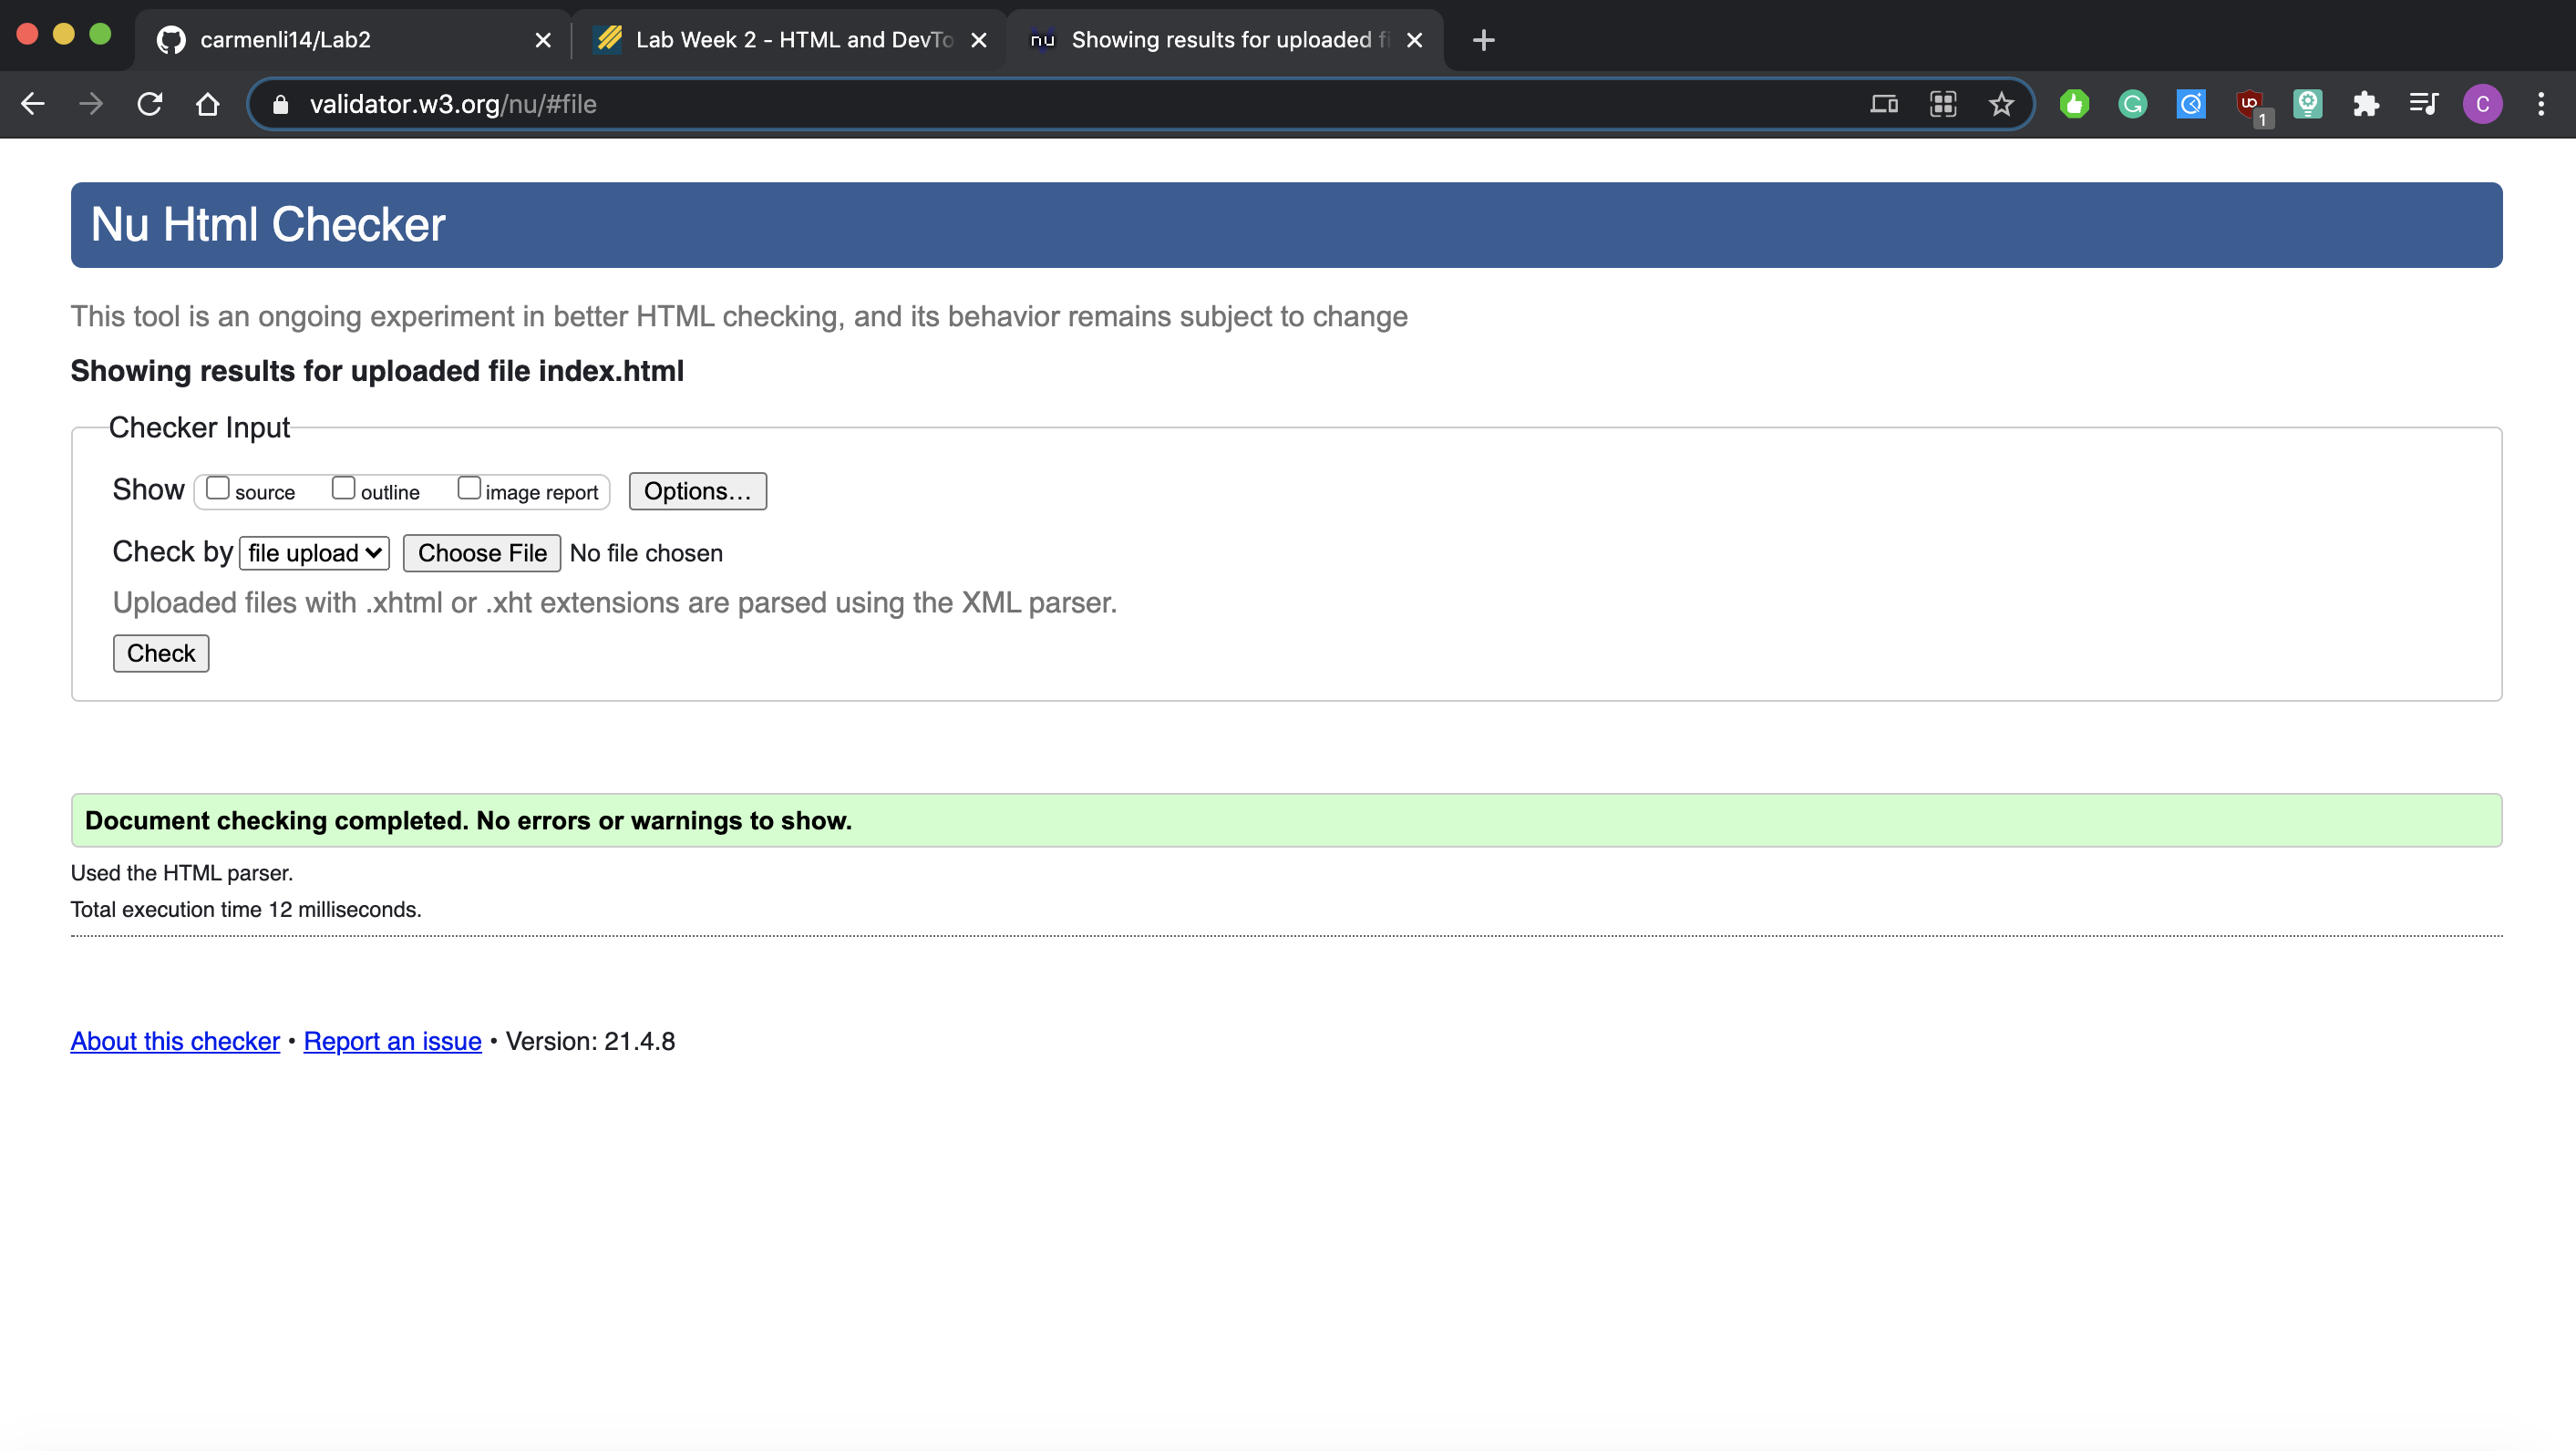 carmenli14/Lab2
Lab Week 2 - HTML and DevTo
nu Showing results for uploaded fi
validator.w3.org/nu/#file
1
C
Nu Html Checker
This tool is an ongoing experiment in better HTML checking, and its behavior remains subject to change
Showing results for uploaded file index.html
Checker Input
Show source outline image report Options…
Check by file upload Choose File No file chosen
Uploaded files with .xhtml or .xht extensions are parsed using the XML parser.
Check
Document checking completed. No errors or warnings to show.
Used the HTML parser.
Total execution time 12 milliseconds.
About this checker • Report an issue • Version: 21.4.8